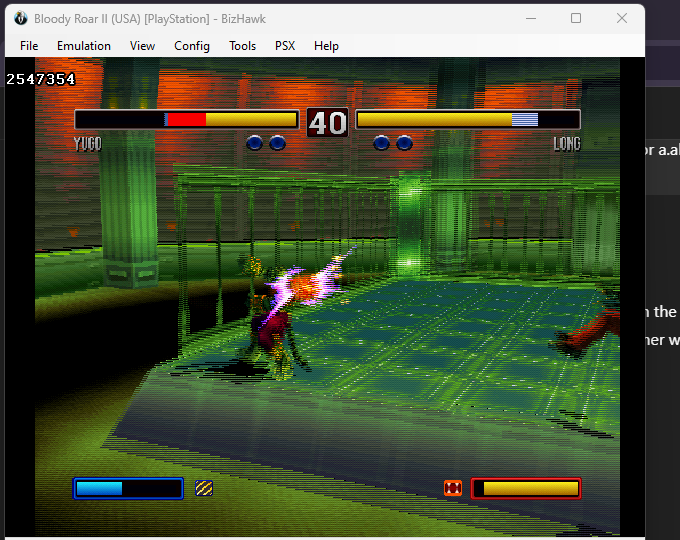 Bloody Roar II (USA) [PlayStation] - BizHawk
File Emulation View Config Tools PSX Help
2547354
40
YUGO LONG
or a.al
n the
ner w